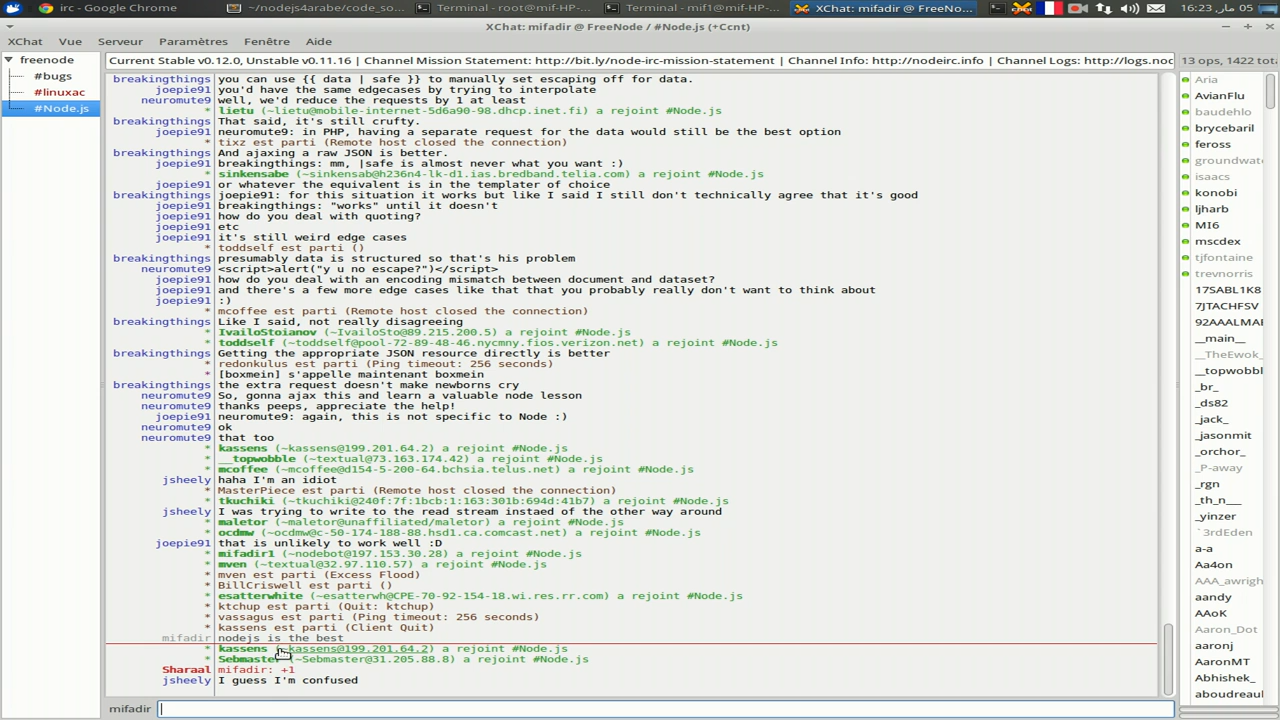 irc - Google Chrome
~/nodejs4arabe/code_so...
Terminal - root@mif-HP-...
Terminal - mif1@mif-HP-...
XChat: mifadir @ FreeNo...
16:23, 05 مار
XChat: mifadir @ FreeNode / #Node.js (+Ccnt)
XChat Vue Serveur Paramètres Fenêtre Aide
freenode
#bugs
#linuxac
#Node.js
Current Stable v0.12.0, Unstable v0.11.16 | Channel Mission Statement: http://bit.ly/node-irc-mission-statement | Channel Info: http://nodeirc.info | Channel Logs: http://logs.noc
breakingthings you can use {{ data | safe }} to manually set escaping off for data.
joepie91 you'd have the same edgecases by trying to interpolate
neuromute9 well, we'd reduce the requests by 1 at least
* lietu (~lietu@mobile-internet-5d6a90-98.dhcp.inet.fi) a rejoint #Node.js
breakingthings That said, it's still crufty.
joepie91 neuromute9: in PHP, having a separate request for the data would still be the best option
* tixz est parti (Remote host closed the connection)
breakingthings And ajaxing a raw JSON is better.
joepie91 breakingthings: mm, |safe is almost never what you want :)
* sinkensabe (~sinkensab@h236n4-lk-d1.ias.bredband.telia.com) a rejoint #Node.js
joepie91 or whatever the equivalent is in the templater of choice
breakingthings joepie91: for this situation it works but like I said I still don't technically agree that it's good
joepie91 breakingthings: "works" until it doesn't
joepie91 how do you deal with quoting?
joepie91 etc
joepie91 it's still weird edge cases
* toddself est parti ()
breakingthings presumably data is structured so that's his problem
neuromute9 <script>alert("y u no escape?")</script>
joepie91 how do you deal with an encoding mismatch between document and dataset?
joepie91 and there's a few more edge cases like that that you probably really don't want to think about
joepie91 :)
* mcoffee est parti (Remote host closed the connection)
breakingthings Like I said, not really disagreeing
* IvailoStoianov (~IvailoSto@89.215.200.5) a rejoint #Node.js
* toddself (~toddself@pool-72-89-48-46.nycmny.fios.verizon.net) a rejoint #Node.js
breakingthings Getting the appropriate JSON resource directly is better
* redonkulus est parti (Ping timeout: 256 seconds)
* [boxmein] s'appelle maintenant boxmein
breakingthings the extra request doesn't make newborns cry
neuromute9 So, gonna ajax this and learn a valuable node lesson
neuromute9 thanks peeps, appreciate the help!
joepie91 neuromute9: again, this is not specific to Node :)
neuromute9 ok
neuromute9 that too
* kassens (~kassens@199.201.64.2) a rejoint #Node.js
* __topwobble (~textual@73.163.174.42) a rejoint #Node.js
* mcoffee (~mcoffee@d154-5-200-64.bchsia.telus.net) a rejoint #Node.js
jsheely haha I'm an idiot
* MasterPiece est parti (Remote host closed the connection)
* tkuchiki (~tkuchiki@240f:7f:1bcb:1:163:301b:694d:41b7) a rejoint #Node.js
jsheely I was trying to write to the read stream instaed of the other way around
* maletor (~maletor@unaffiliated/maletor) a rejoint #Node.js
* ocdmw (~ocdmw@c-50-174-188-88.hsd1.ca.comcast.net) a rejoint #Node.js
joepie91 that is unlikely to work well :D
* mifadir1 (~nodebot@197.153.30.28) a rejoint #Node.js
* mven (~textual@32.97.110.57) a rejoint #Node.js
* mven est parti (Excess Flood)
* BillCriswell est parti ()
* esatterwhite (~esatterwh@CPE-70-92-154-18.wi.res.rr.com) a rejoint #Node.js
* ktchup est parti (Quit: ktchup)
* vassagus est parti (Ping timeout: 256 seconds)
* kassens est parti (Client Quit)
mifadir nodejs is the best
* kassens (~kassens@199.201.64.2) a rejoint #Node.js
* Sebmaster (~Sebmaster@31.205.88.8) a rejoint #Node.js
Sharaal mifadir: +1
jsheely I guess I'm confused
mifadir
13 ops, 1422 tot
Aria
AvianFlu
baudehlo
brycebaril
feross
groundwate
isaacs
konobi
ljharb
MI6
mscdex
tjfontaine
trevnorris
17SABL1K8
7JTACHFSV
92AAALMAE
__main__
__TheEwok_
__topwobbl
_br_
_ds82
_jack_
_jasonmit
_orchor_
_P-away
_rgn
_th_n___
_yinzer
`3rdEden
a-a
Aa4on
AAA_awrigh
aandy
AAoK
Aaron_Dot
aaronj
AaronMT
Abhishek_
aboudreaul